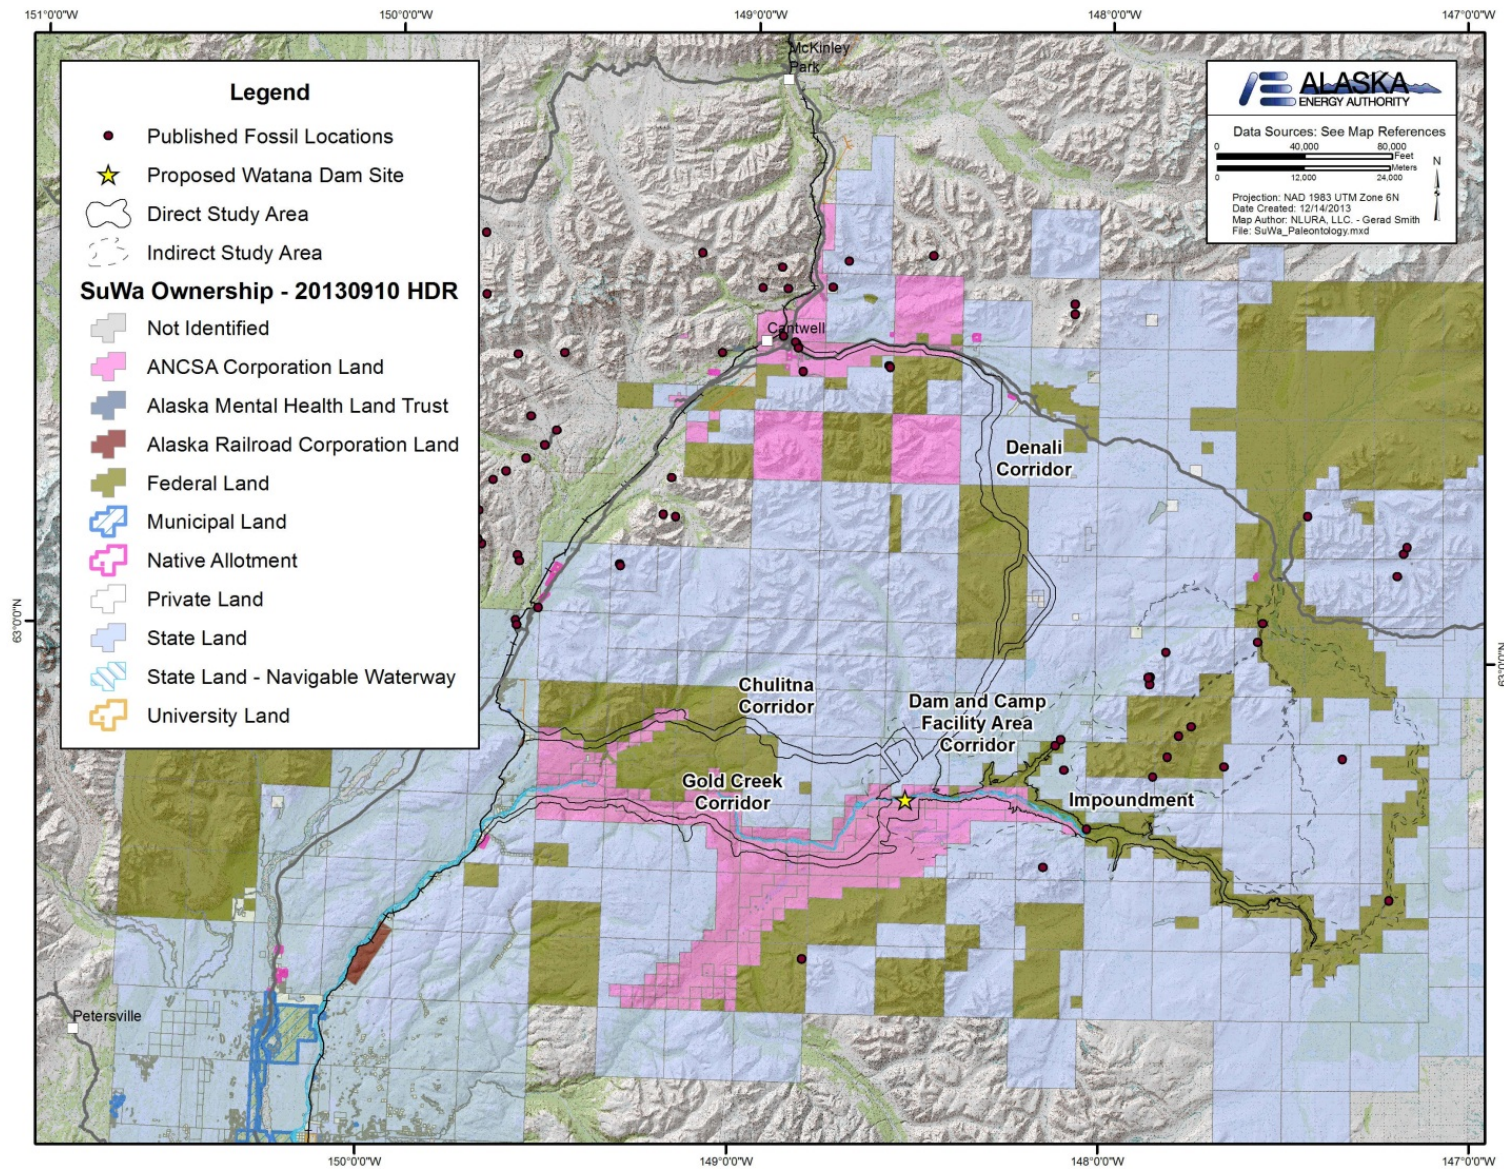 151°0'0"W
150°0'0"W
149°0'0"W
148°0'0"W
147°0'0"W
McKinley
Park
Legend
Published Fossil Locations
Proposed Watana Dam Site
Direct Study Area
Indirect Study Area
SuWa Ownership - 20130910 HDR
Not Identified
ANCSA Corporation Land
Alaska Mental Health Land Trust
Alaska Railroad Corporation Land
Federal Land
Municipal Land
Native Allotment
Private Land
State Land
State Land - Navigable Waterway
University Land
ALASKA
ENERGY AUTHORITY
Data Sources: See Map References
0 40,000 80,000
Feet
Meters
0 12,000 24,000
N
Projection: NAD 1983 UTM Zone 6N
Date Created: 12/14/2013
Map Author: NLURA, LLC. - Gerad Smith
File: SuWa_Paleontology.mxd
Cantwell
Denali
Corridor
63°0'0"N
63°0'0"N
Chulitna
Corridor
Dam and Camp
Facility Area
Corridor
Gold Creek
Corridor
Impoundment
Petersville
150°0'0"W
149°0'0"W
148°0'0"W
147°0'0"W